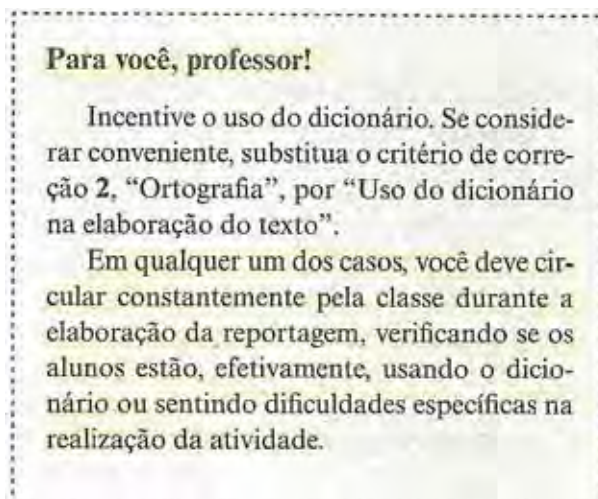 Para você, professor!
Incentive o uso do dicionário. Se conside-
rar conveniente, substitua o critério de corre-
ção 2, “Ortografia”, por “Uso do dicionário
na elaboração do texto”.
Em qualquer um dos casos, você deve cir-
cular constantemente pela classe durante a
elaboração da reportagem, verificando se os
alunos estão, efetivamente, usando o dicio-
nário ou sentindo dificuldades específicas na
realização da atividade.